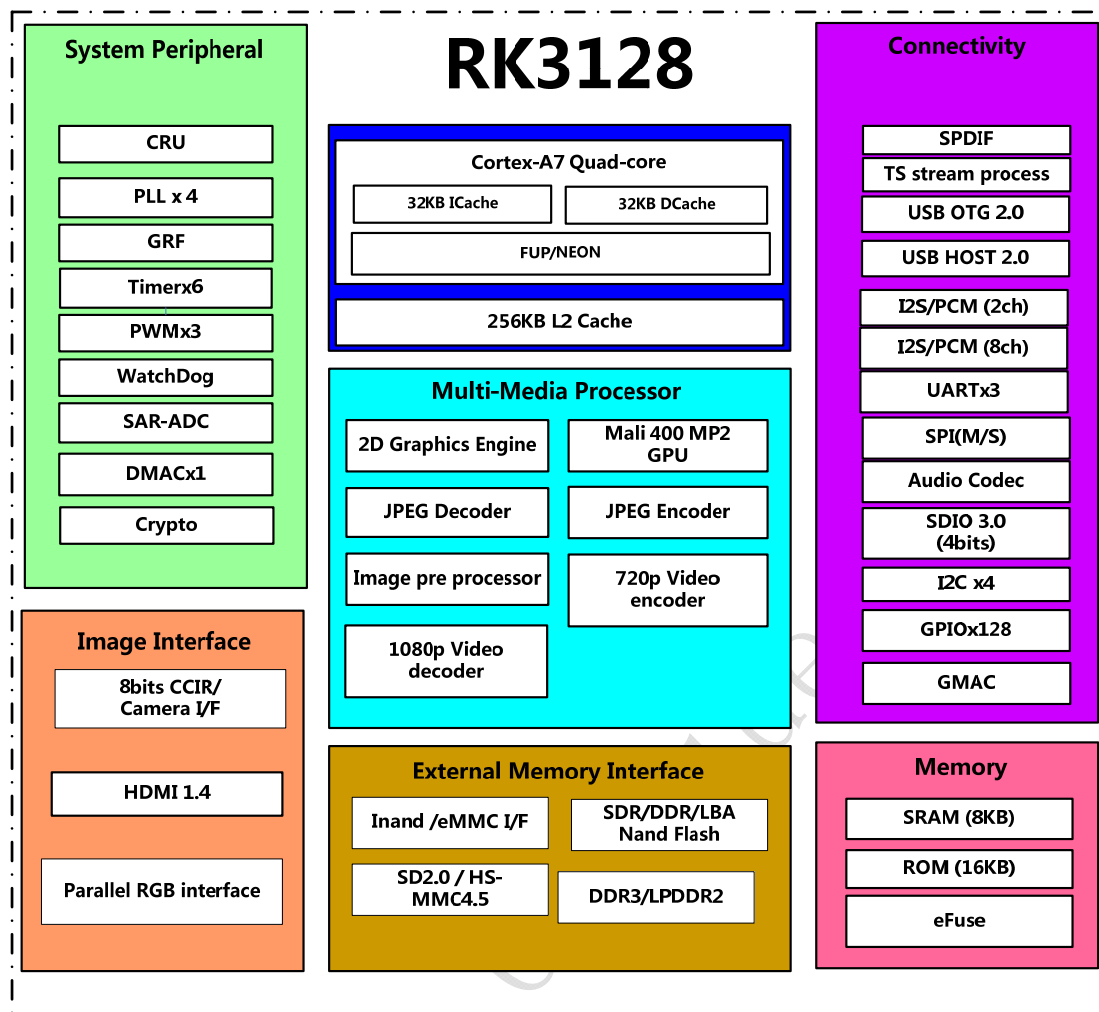 RK3128
System Peripheral
CRU
PLL x 4
GRF
Timerx6
PWMx3
WatchDog
SAR-ADC
DMACx1
Crypto
Image Interface
8bits CCIR/
Camera I/F
HDMI 1.4
Parallel RGB interface
Cortex-A7 Quad-core
32KB ICache
32KB DCache
FUP/NEON
256KB L2 Cache
Multi-Media Processor
2D Graphics Engine
Mali 400 MP2
GPU
JPEG Decoder
JPEG Encoder
Image pre processor
720p Video
encoder
1080p Video
decoder
External Memory Interface
Inand /eMMC I/F
SDR/DDR/LBA
Nand Flash
SD2.0 / HS-
MMC4.5
DDR3/LPDDR2
Connectivity
SPDIF
TS stream process
USB OTG 2.0
USB HOST 2.0
I2S/PCM (2ch)
I2S/PCM (8ch)
UARTx3
SPI(M/S)
Audio Codec
SDIO 3.0
(4bits)
I2C x4
GPIOx128
GMAC
Memory
SRAM (8KB)
ROM (16KB)
eFuse